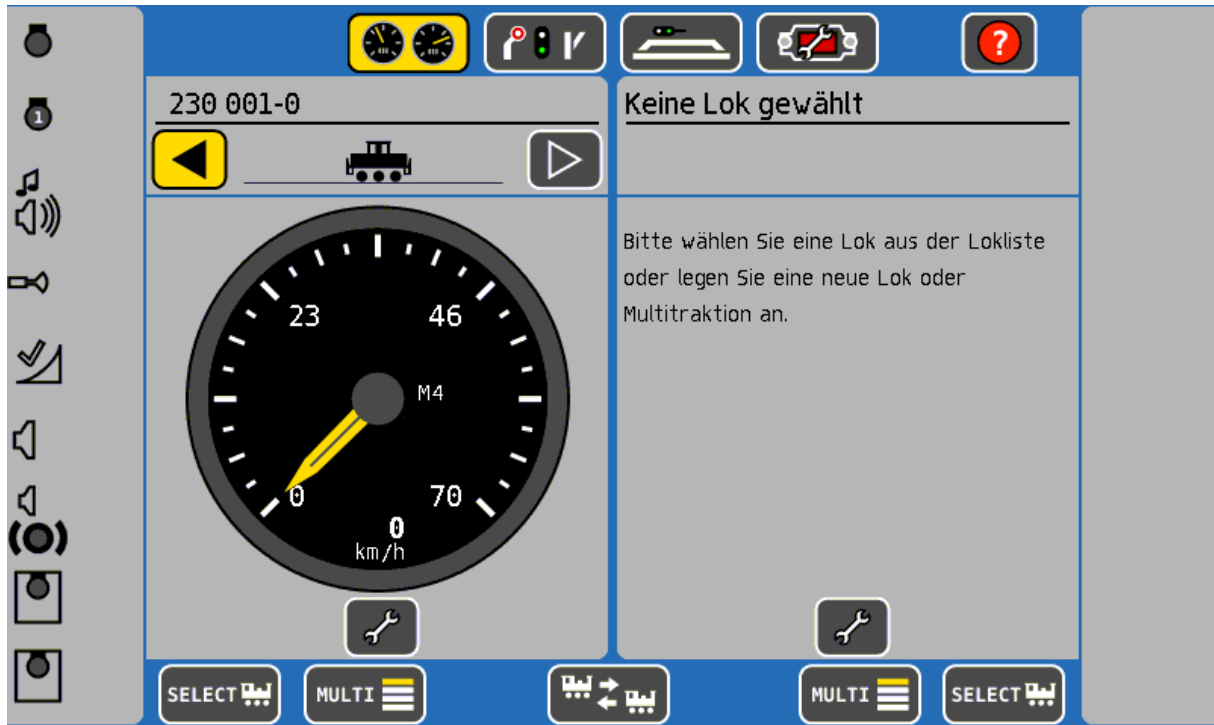 ?
230 001-0
Keine Lok gewählt
1
Bitte wählen Sie eine Lok aus der Lokliste
oder legen Sie eine neue Lok oder
Multitraktion an.
23
46
M4
0
70
0
km/h
SELECT
MULTI
MULTI
SELECT